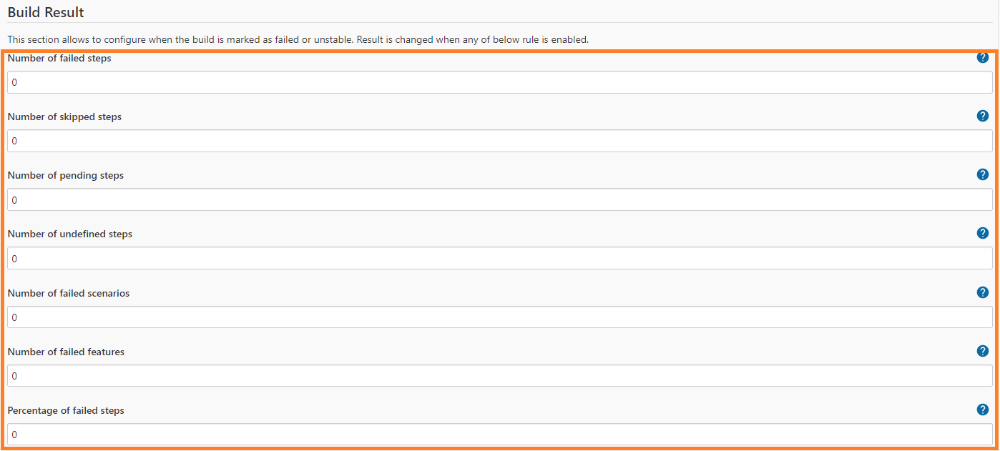 Build Result
This section allows to configure when the build is marked as failed or unstable. Result is changed when any of below rule is enabled.
Number of failed steps ?
0
Number of skipped steps ?
0
Number of pending steps ?
0
Number of undefined steps ?
0
Number of failed scenarios ?
0
Number of failed features ?
0
Percentage of failed steps ?
0